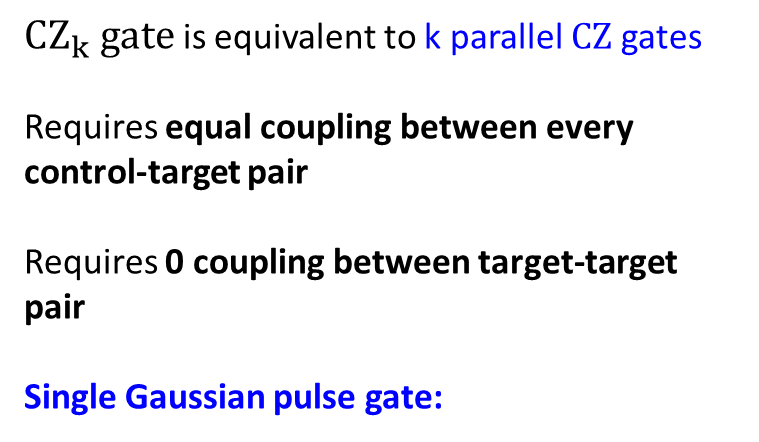 CZₖ gate is equivalent to k parallel CZ gates
Requires equal coupling between every
control-target pair
Requires 0 coupling between target-target
pair
Single Gaussian pulse gate: